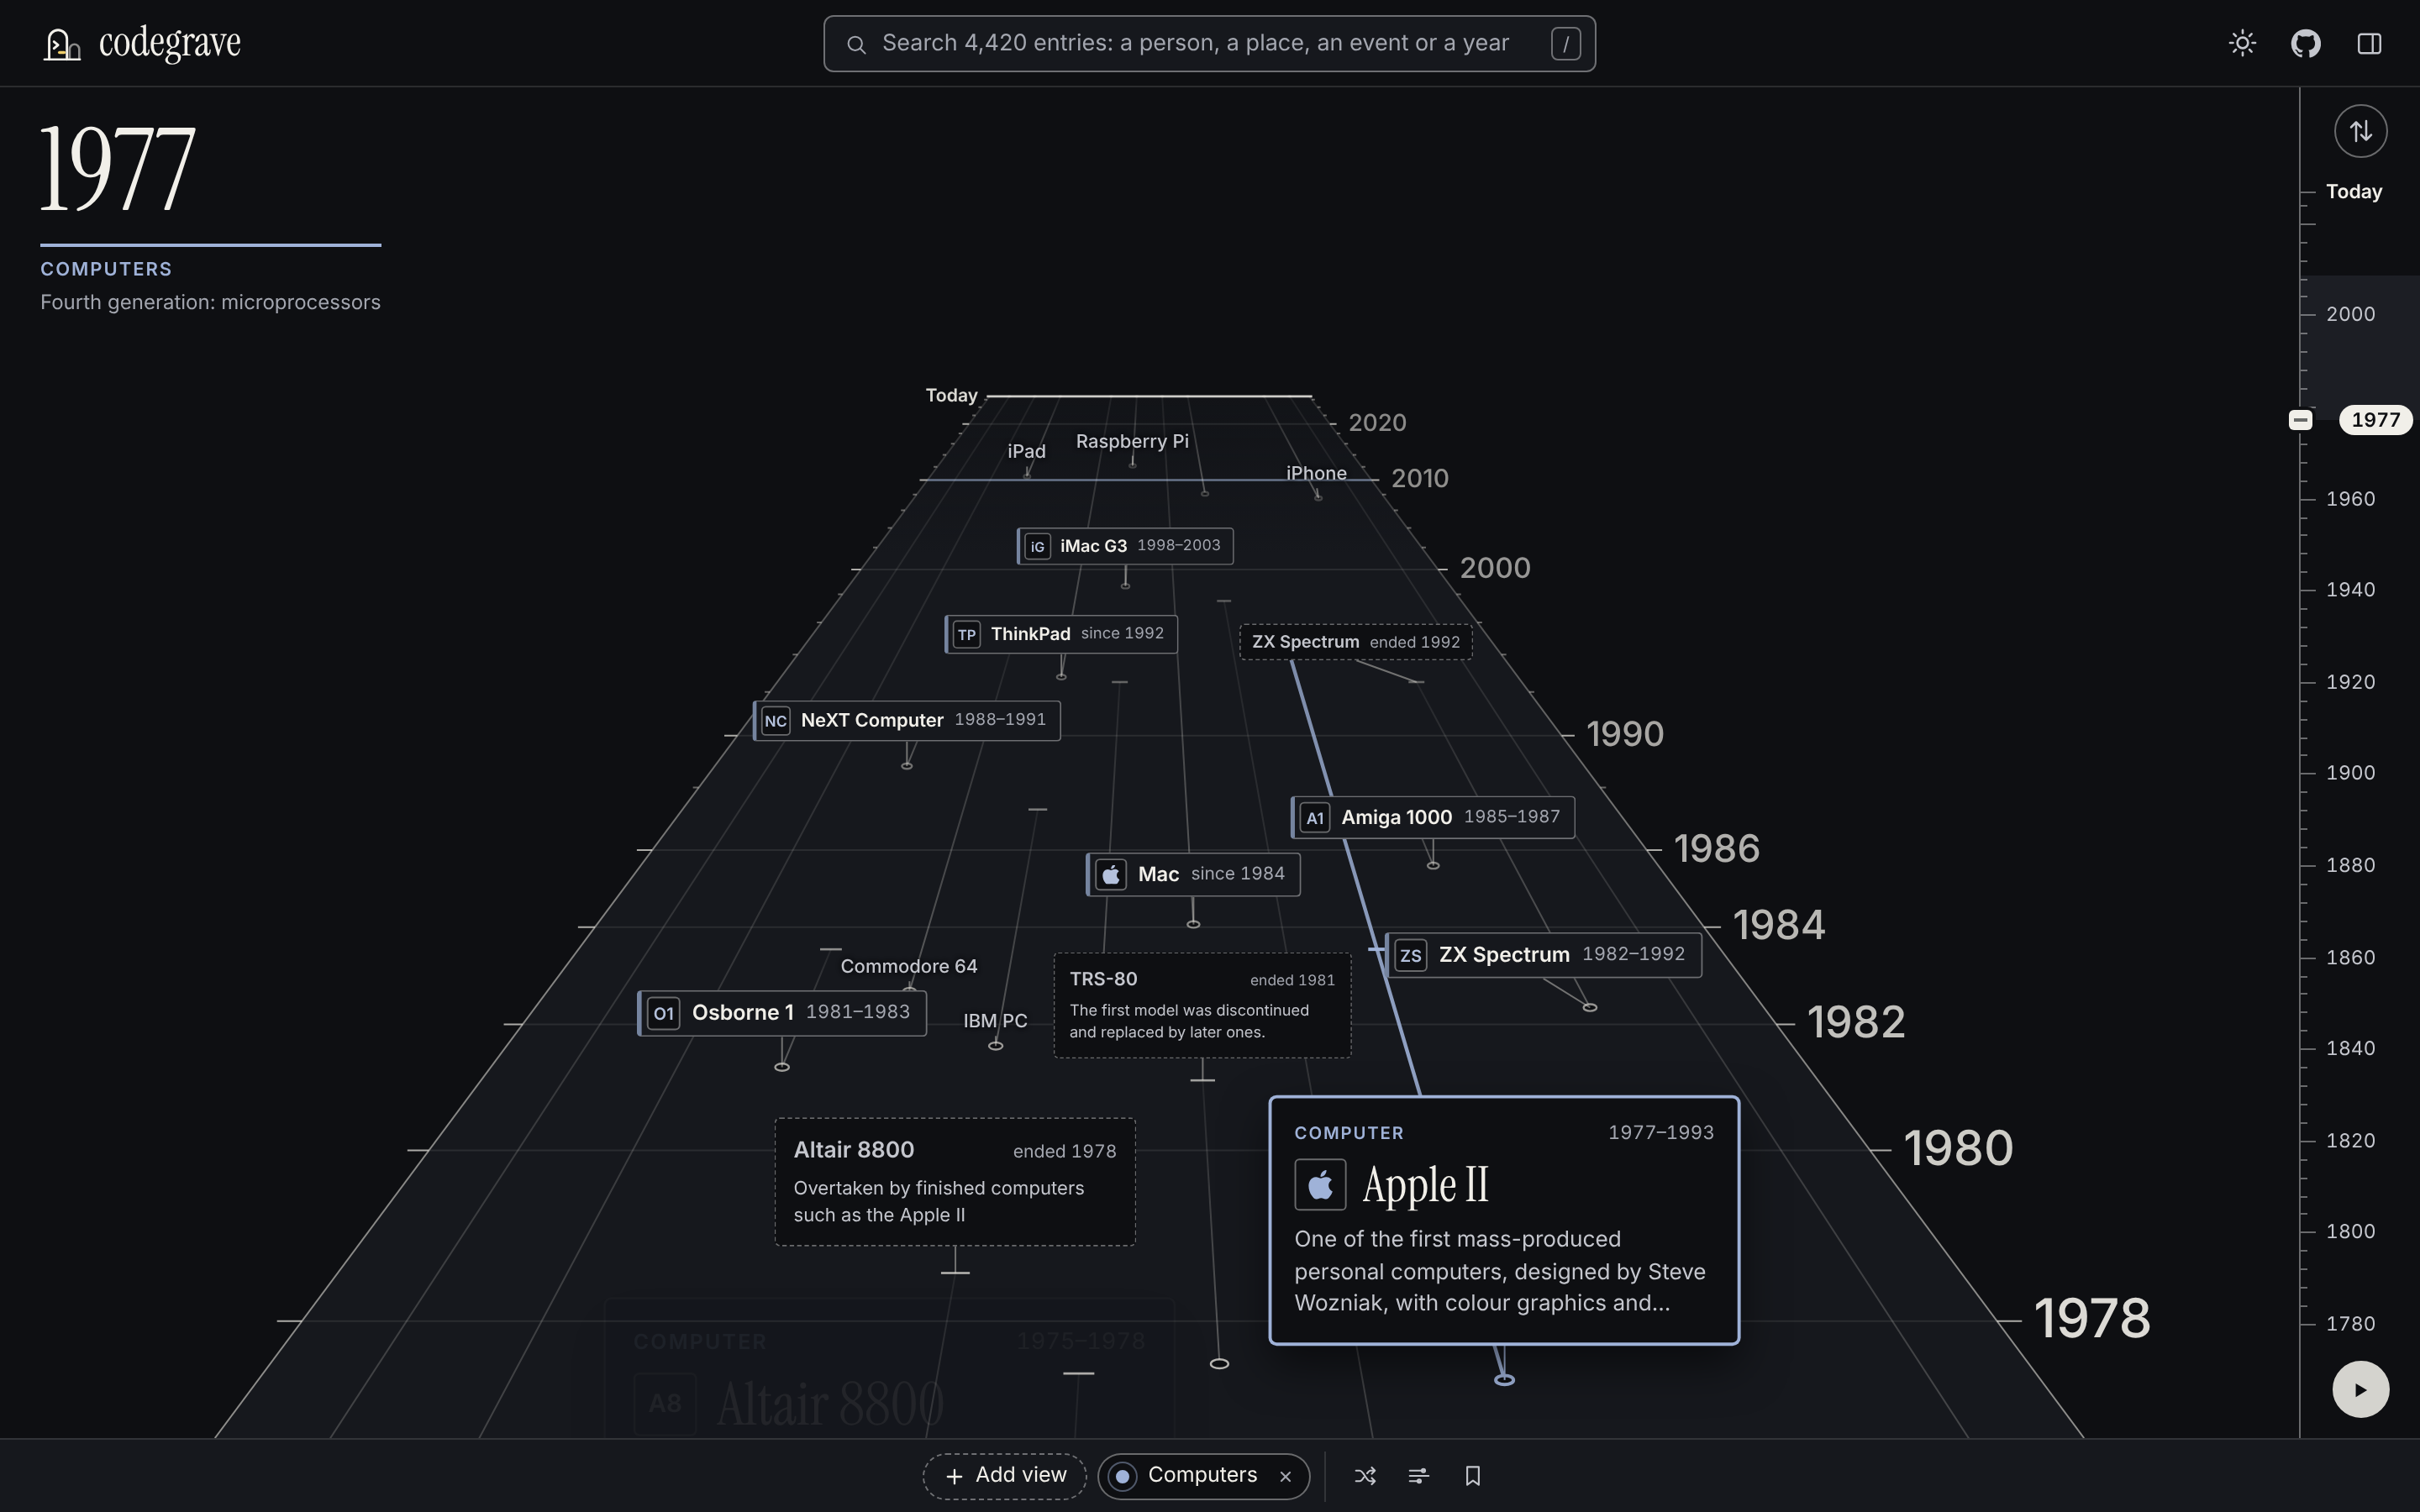 codegrave
Search 4,420 entries: a person, a place, an event or a year
/
1977
COMPUTERS
Fourth generation: microprocessors
Today
2020
iPad
Raspberry Pi
iPhone
2010
iG
iMac G3 1998–2003
2000
TP
ThinkPad since 1992
ZX Spectrum ended 1992
NC
NeXT Computer 1988–1991
1990
A1
Amiga 1000 1985–1987
1986
Mac since 1984
1984
ZS
ZX Spectrum 1982–1992
Commodore 64
TRS-80 ended 1981
The first model was discontinued
and replaced by later ones.
O1
Osborne 1 1981–1983
IBM PC
1982
Altair 8800 ended 1978
Overtaken by finished computers
such as the Apple II
1980
COMPUTER 1977–1993
Apple II
One of the first mass-produced
personal computers, designed by Steve
Wozniak, with colour graphics and...
1978
COMPUTER 1975–1978
A8
Altair 8800
Today
2000
1977
1960
1940
1920
1900
1880
1860
1840
1820
1800
1780
+ Add view
Computers ×